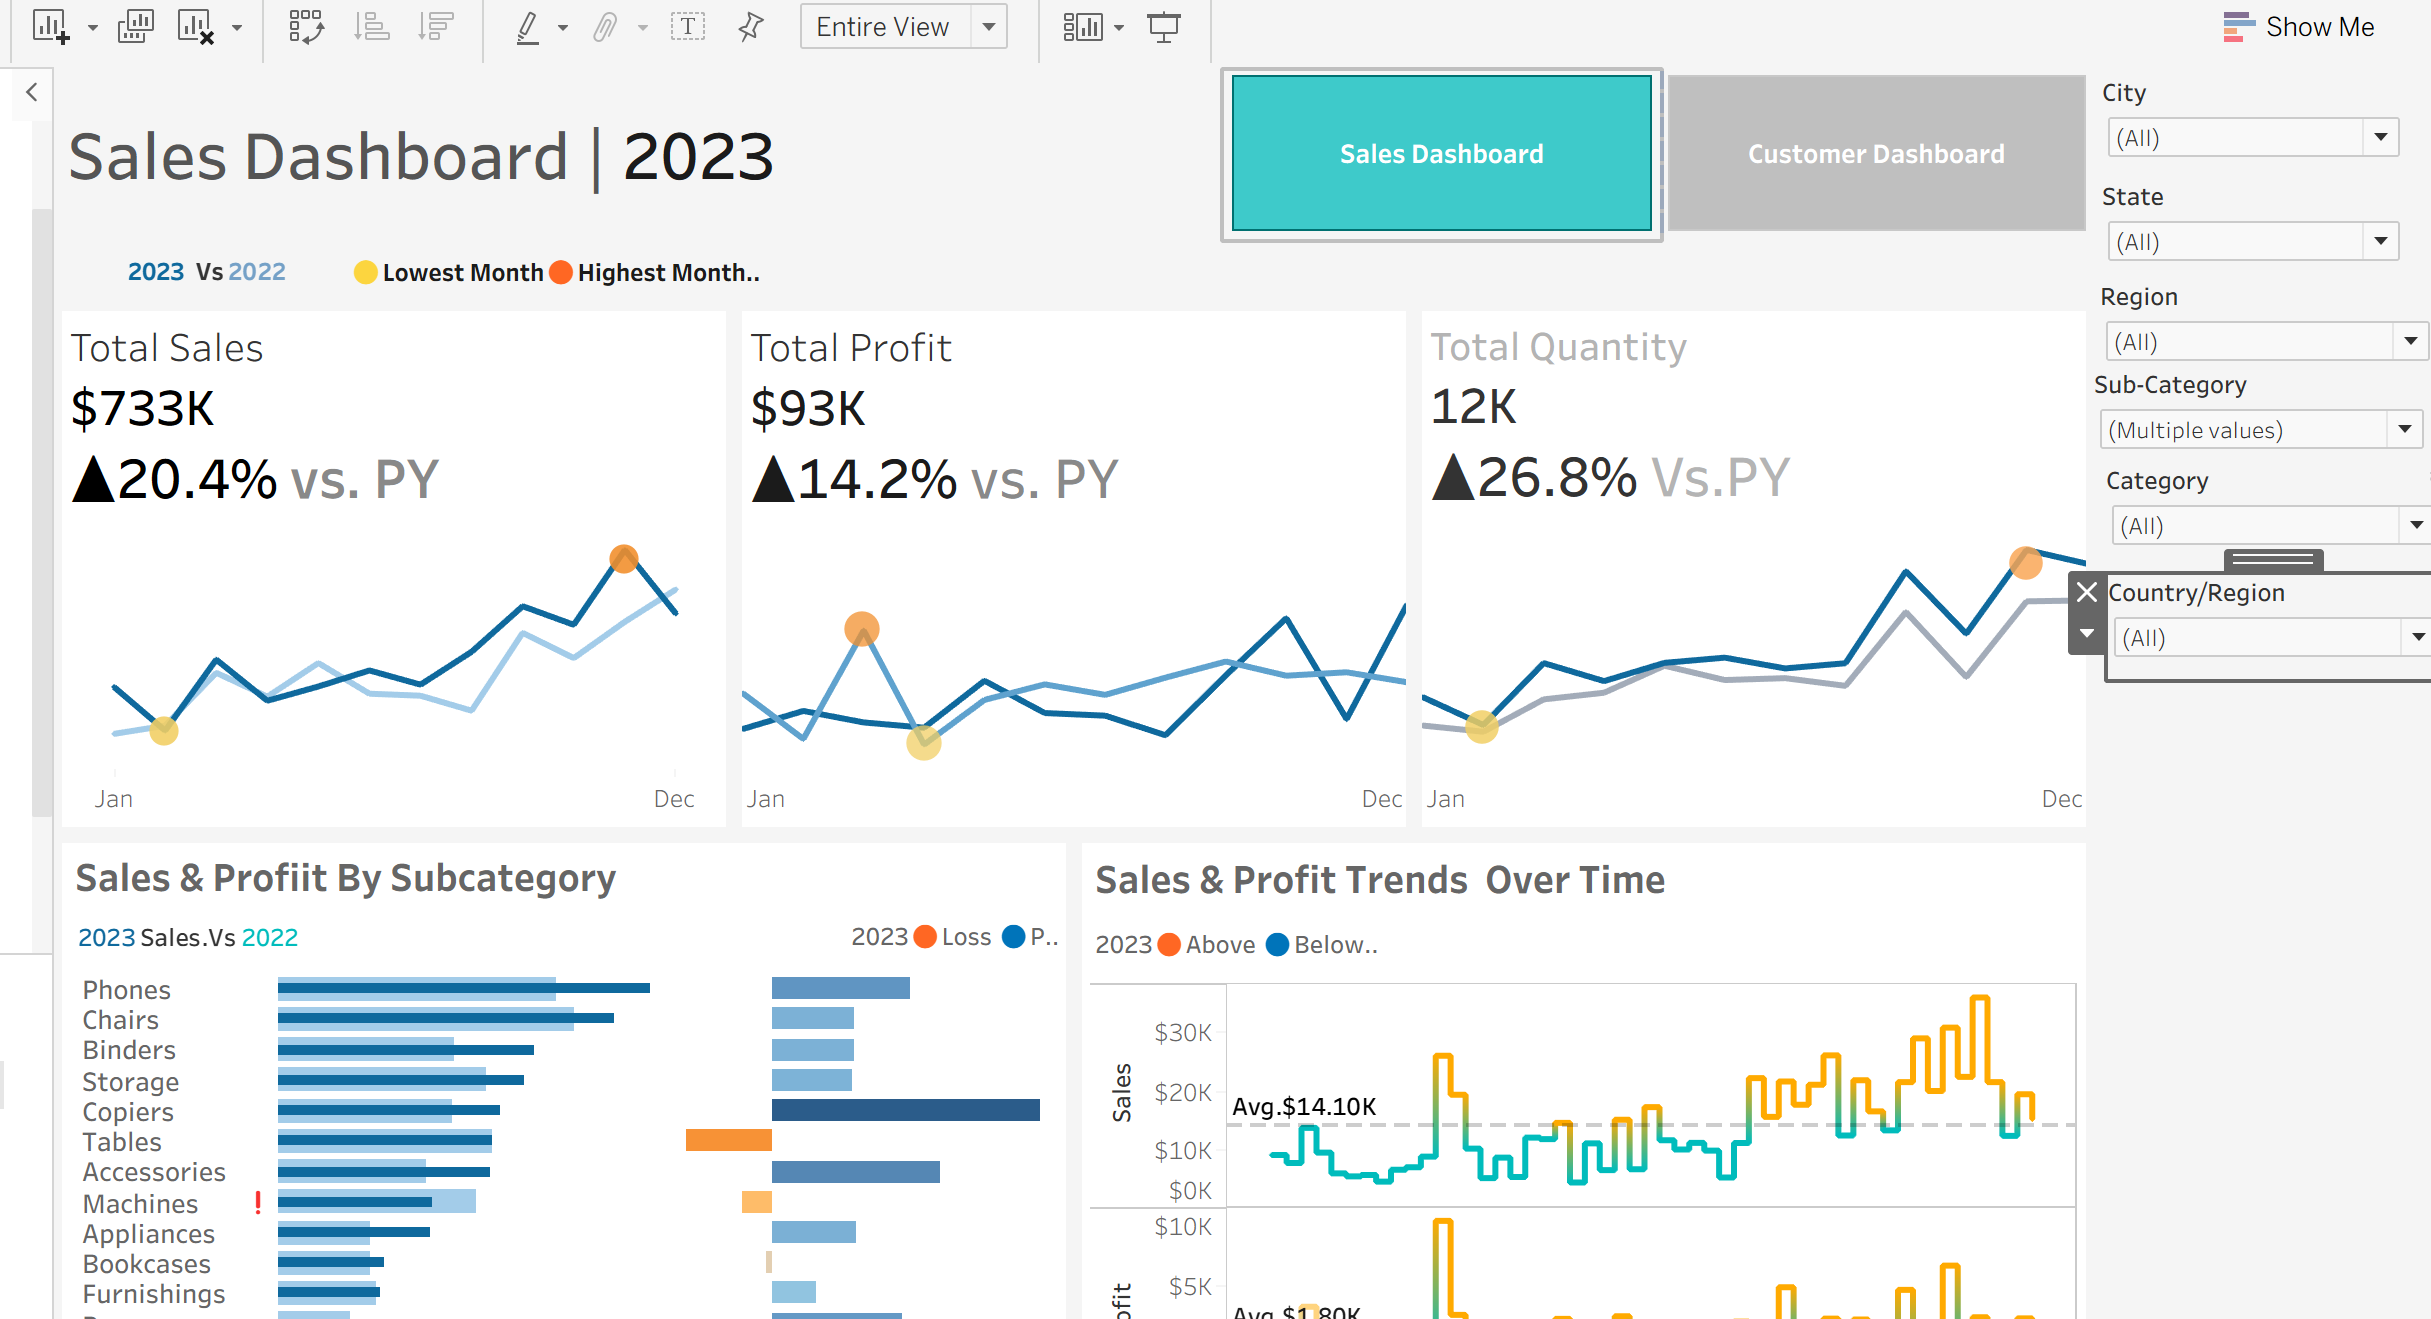 Entire View
Show Me
Sales Dashboard | 2023
Sales Dashboard
Customer Dashboard
City
(All)
State
(All)
Region
(All)
Sub-Category
(Multiple values)
Category
(All)
Country/Region
(All)
2023 Vs 2022
Lowest Month Highest Month..
Total Sales
$733K
▲20.4% vs. PY
Jan Dec
Total Profit
$93K
▲14.2% vs. PY
Jan Dec
Total Quantity
12K
▲26.8% Vs.PY
Jan Dec
Sales & Profiit By Subcategory
2023 Sales.Vs 2022
2023 Loss P..
Phones
Chairs
Binders
Storage
Copiers
Tables
Accessories
Machines !
Appliances
Bookcases
Furnishings
Sales & Profit Trends Over Time
2023 Above Below..
Sales
$30K
$20K
$10K
$0K
Avg.$14.10K
$10K
$5K
Avg.$1.80K